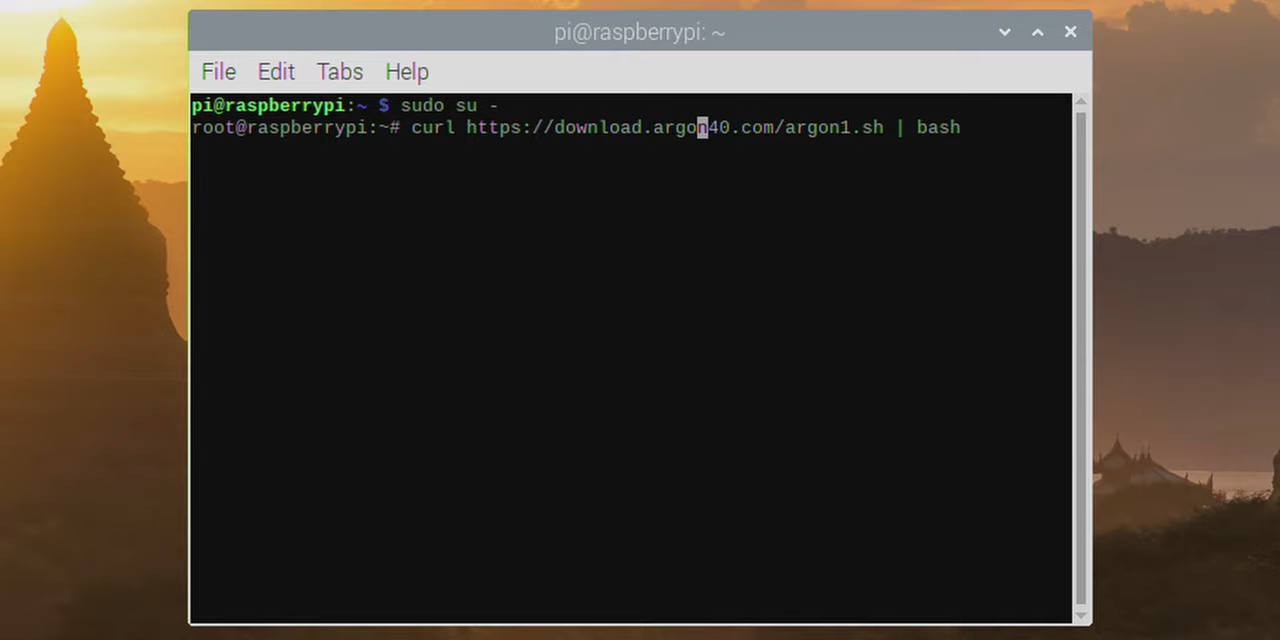 pi@raspberrypi: ~
File Edit Tabs Help
pi@raspberrypi:~ $ sudo su -
root@raspberrypi:~# curl https://download.argon40.com/argon1.sh | bash